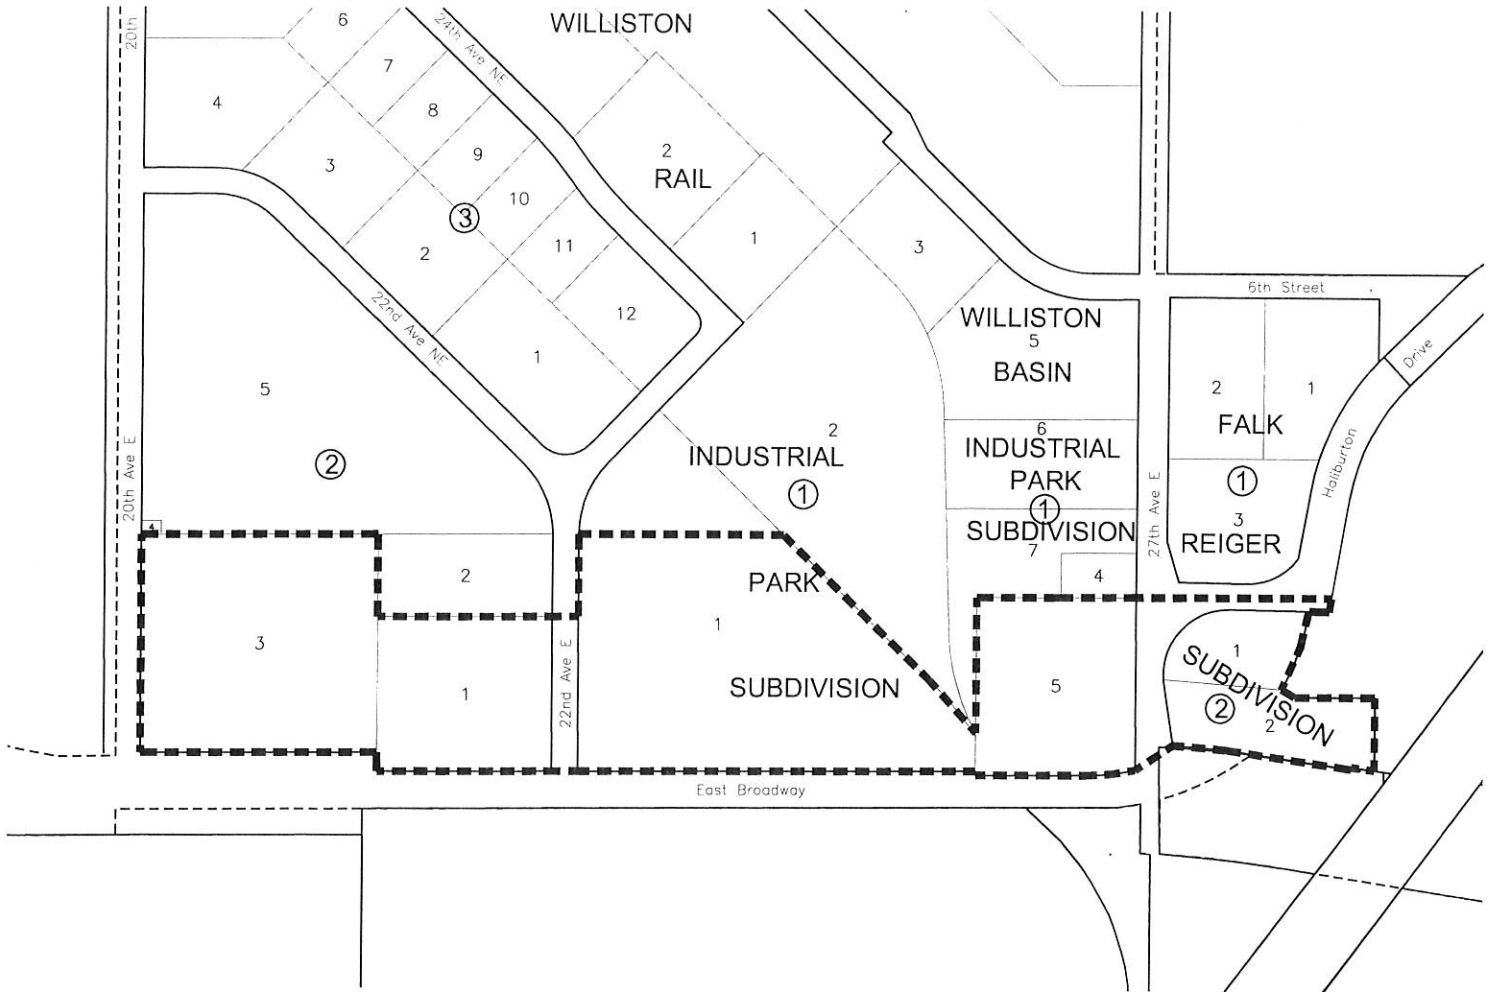 20th
6
24th Ave NE
WILLISTON
7
4
8
9
2
RAIL
3
10
③
11
1
3
2
22nd Ave NE
12
1
6th Street
WILLISTON
5
BASIN
Drive
5
2
1
FALK
2
6
INDUSTRIAL
INDUSTRIAL
PARK
②
①
①
①
20th Ave E
Haliburton
27th Ave E
3
4
SUBDIVISION
7
REIGER
2
PARK
4
3
1
1
SUBDIVISION
1
22nd Ave E
SUBDIVISION
5
②
2
East Broadway